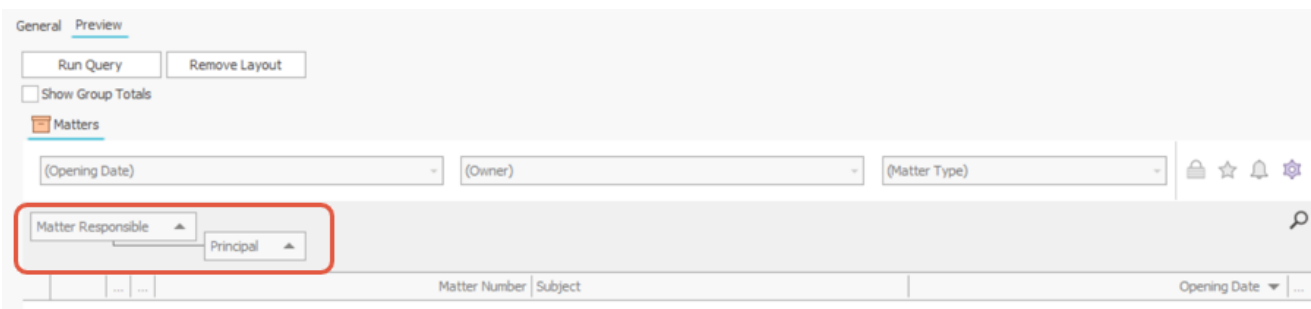 General Preview
Run Query Remove Layout
Show Group Totals
Matters
(Opening Date) (Owner) (Matter Type)
Matter Responsible
Principal
... ... Matter Number Subject Opening Date ...